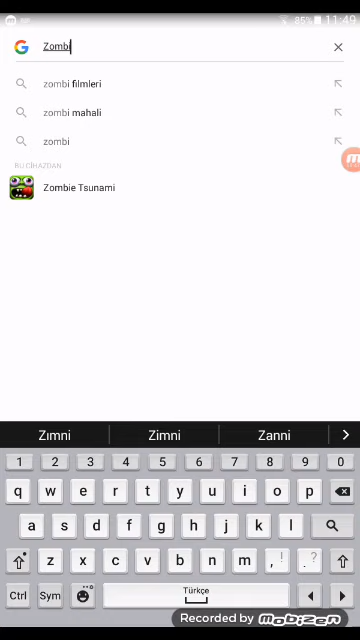 85% 11:49
Zombi
zombi filmleri
zombi mahali
zombi
BU CİHAZDAN
Zombie Tsunami
Zımni Zimni Zanni
1 2 3 4 5 6 7 8 9 0
q w e r t y u i o p
a s d f g h j k l
z x c v b n m , ! . ?
Ctrl Sym Türkçe
Recorded by MOBIZEN